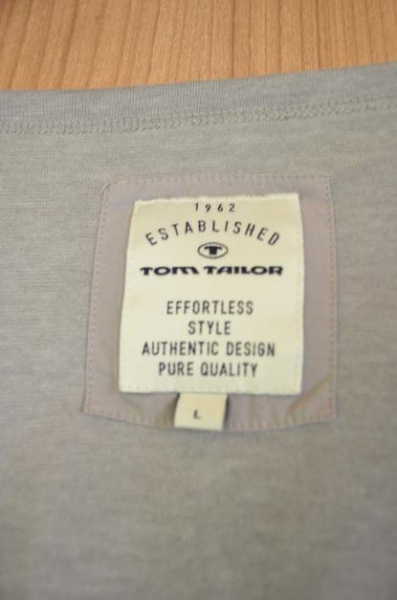 1962
ESTABLISHED
T
TOM TAILOR
EFFORTLESS
STYLE
AUTHENTIC DESIGN
PURE QUALITY
L